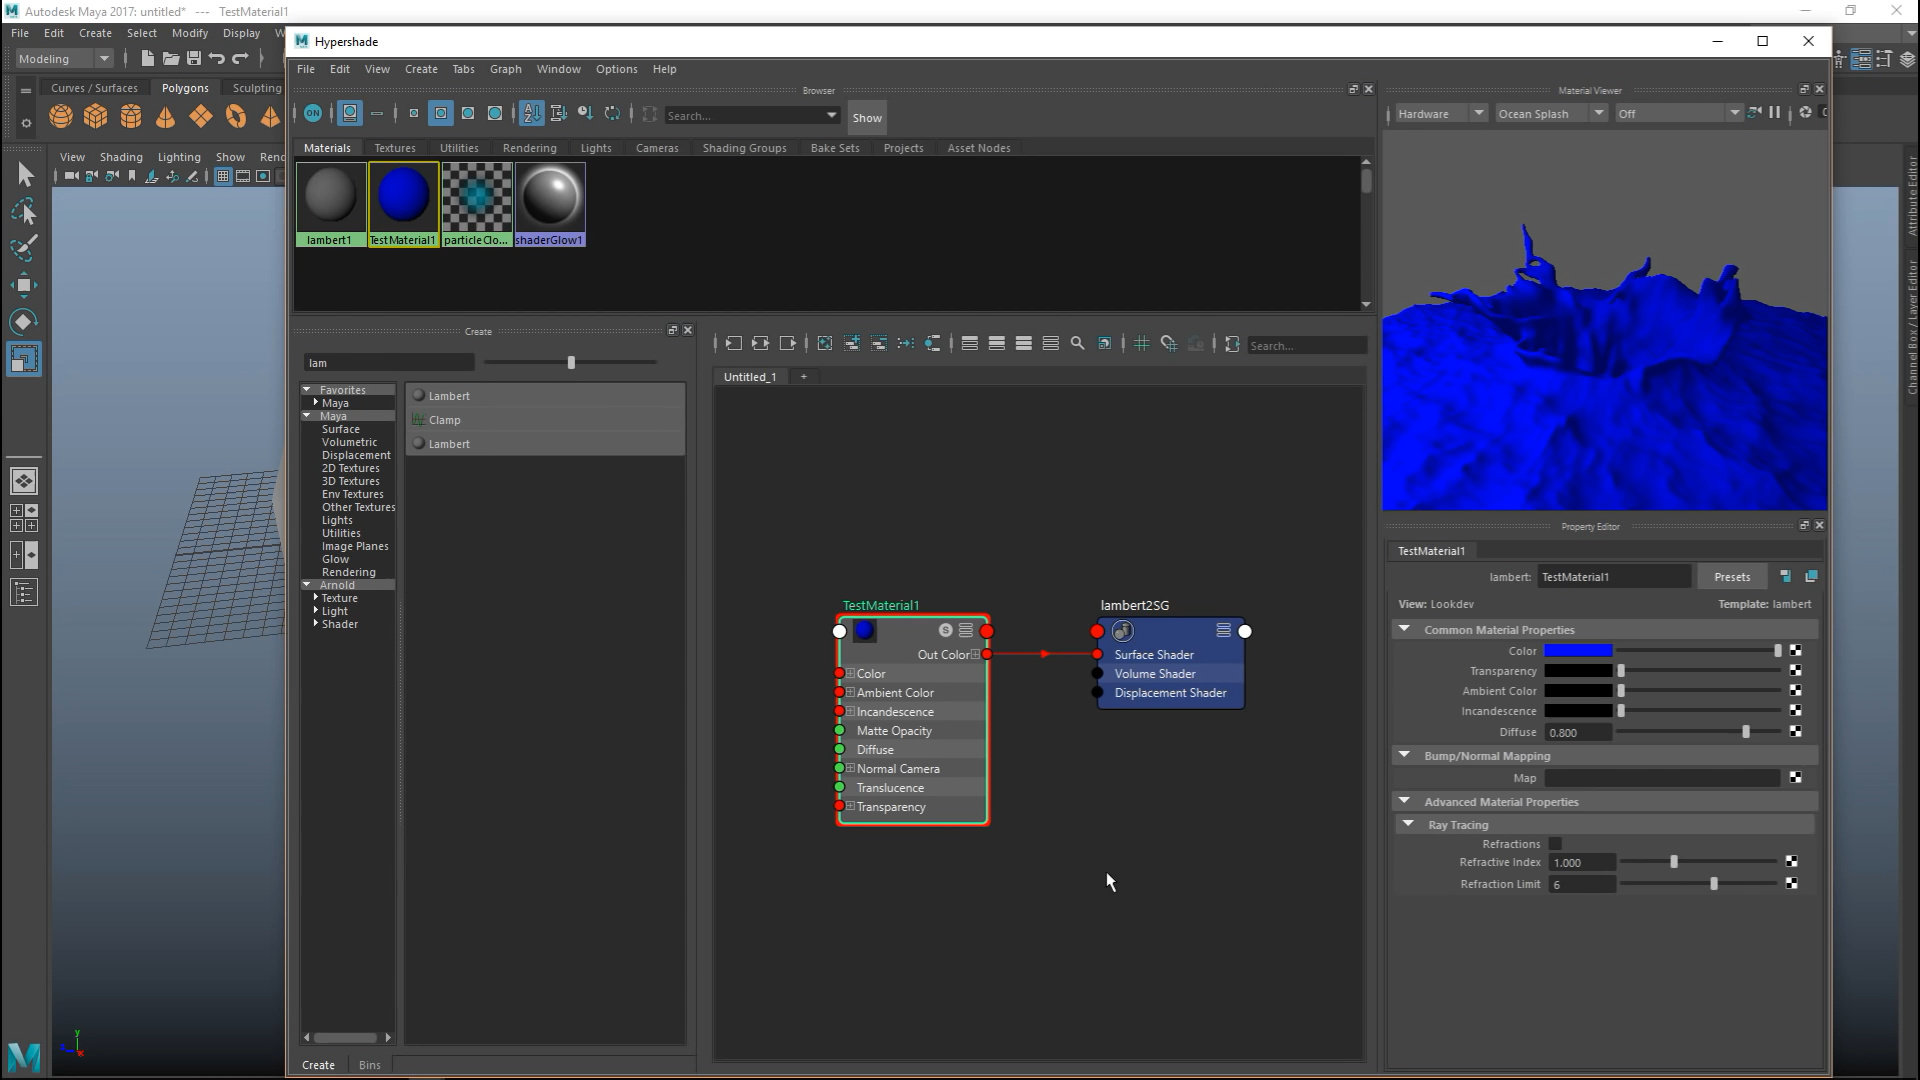 Autodesk Maya 2017: untitled* --- TestMaterial1
File Edit Create Select Modify Display
Hypershade
Modeling
File Edit View Create Tabs Graph Window Options Help
Curves / Surfaces Polygons Sculpting
Browser
Material Viewer
ON
Search...
Show
Hardware
Ocean Splash
Off
View Shading Lighting Show
Materials Textures Utilities Rendering Lights Cameras Shading Groups Bake Sets Projects Asset Nodes
lambert1
TestMaterial1
particleClo...
shaderGlow1
Attribute Editor
Channel Box / Layer Editor
Create
lam
Search...
Untitled_1
+
Favorites
Maya
Maya
Surface
Volumetric
Displacement
2D Textures
3D Textures
Env Textures
Other Textures
Lights
Utilities
Image Planes
Glow
Rendering
Arnold
Texture
Light
Shader
Lambert
Clamp
Lambert
TestMaterial1
S
Out Color
Color
Ambient Color
Incandescence
Matte Opacity
Diffuse
Normal Camera
Translucence
Transparency
lambert2SG
Surface Shader
Volume Shader
Displacement Shader
Property Editor
TestMaterial1
lambert: TestMaterial1
Presets
View: Lookdev
Template: lambert
Common Material Properties
Color
Transparency
Ambient Color
Incandescence
Diffuse 0.800
Bump/Normal Mapping
Map
Advanced Material Properties
Ray Tracing
Refractions
Refractive Index 1.000
Refraction Limit 6
Create Bins
y